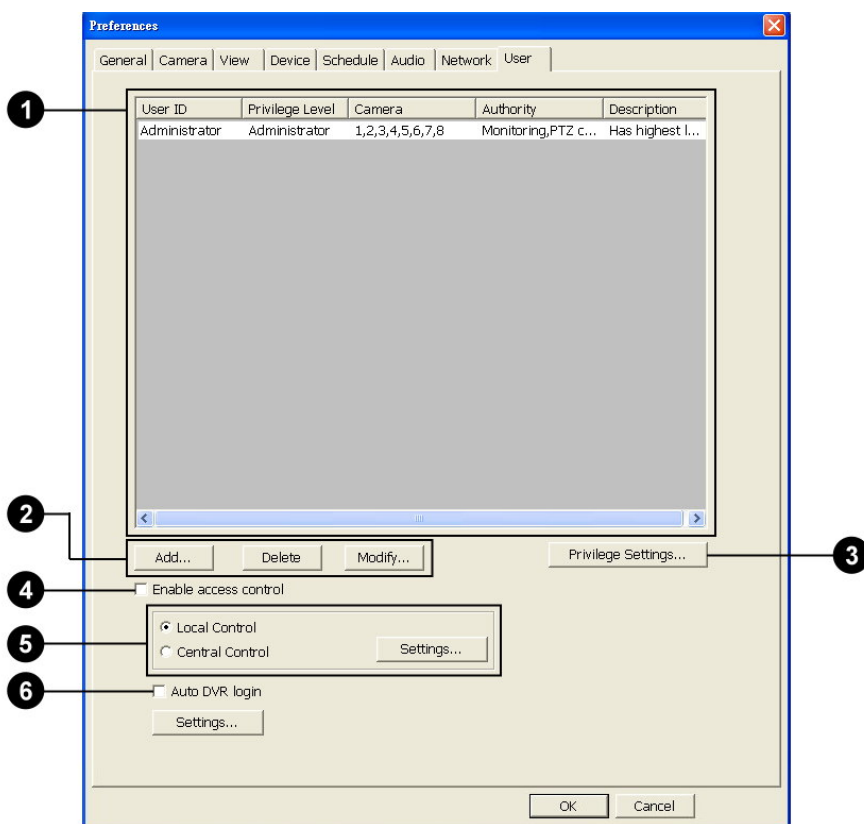 Preferences
General Camera View Device Schedule Audio Network User
1
User ID Privilege Level Camera Authority Description
Administrator Administrator 1,2,3,4,5,6,7,8 Monitoring,PTZ c... Has highest l...
2
Add... Delete Modify... Privilege Settings...
3
4
Enable access control
5
Local Control
Central Control Settings...
6
Auto DVR login
Settings...
OK Cancel